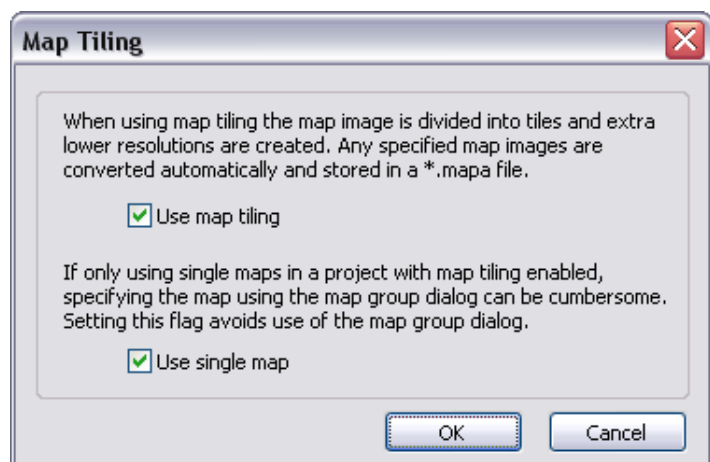 Map Tiling
When using map tiling the map image is divided into tiles and extra
lower resolutions are created. Any specified map images are
converted automatically and stored in a *.mapa file.
Use map tiling
If only using single maps in a project with map tiling enabled,
specifying the map using the map group dialog can be cumbersome.
Setting this flag avoids use of the map group dialog.
Use single map
OK Cancel